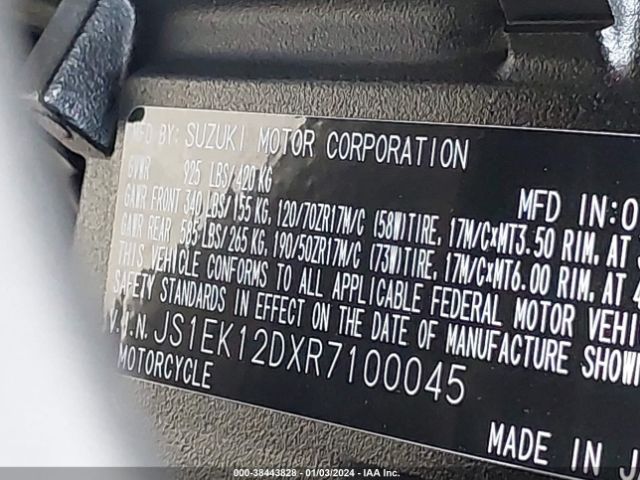 MFD BY: SUZUKI MOTOR CORPORATION
GVWR 925 LBS/420 KG MFD IN:0
GAWR FRONT 340 LBS/155 KG, 120/70ZR17M/C (58W)TIRE, 17M/C×MT3.50 RIM, AT
GAWR REAR 585 LBS/265 KG, 190/50ZR17M/C (73W)TIRE, 17M/C×MT6.00 RIM, AT 4
THIS VEHICLE CONFORMS TO ALL APPLICABLE FEDERAL MOTOR VEHI
SAFETY STANDARDS IN EFFECT ON THE DATE OF MANUFACTURE SHOWN
V.I.N. JS1EK12DXR7100045
MOTORCYCLE
MADE IN J
000-38443828 - 01/03/2024 - IAA Inc.